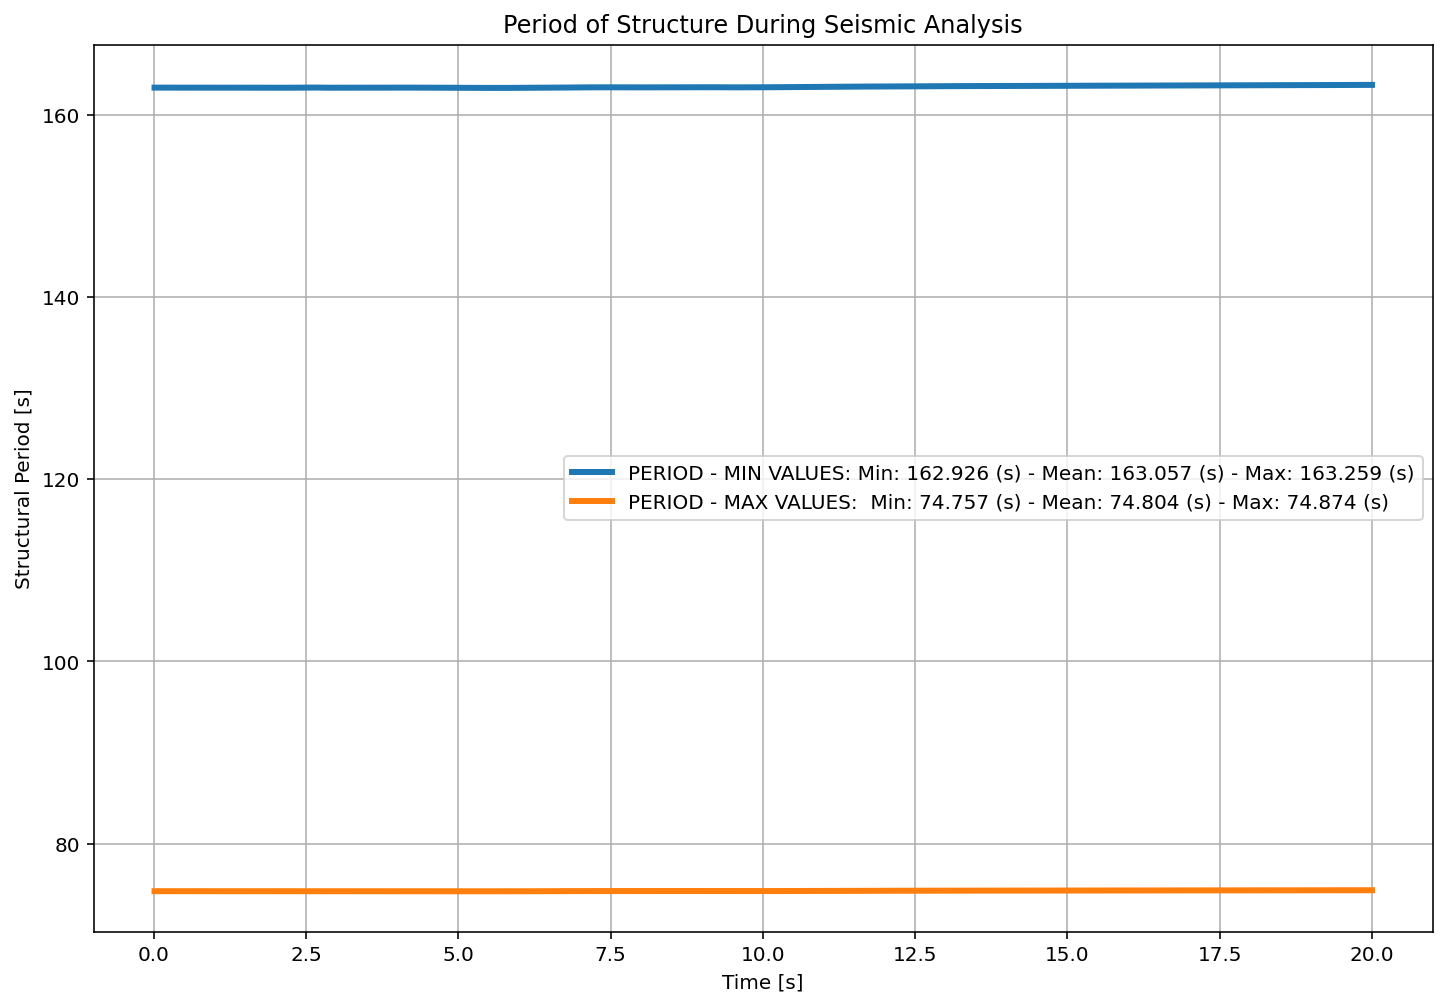 Period of Structure During Seismic Analysis
160
140
120
100
80
Structural Period [s]
PERIOD - MIN VALUES: Min: 162.926 (s) - Mean: 163.057 (s) - Max: 163.259 (s)
PERIOD - MAX VALUES:  Min: 74.757 (s) - Mean: 74.804 (s) - Max: 74.874 (s)
0.0 2.5 5.0 7.5 10.0 12.5 15.0 17.5 20.0
Time [s]